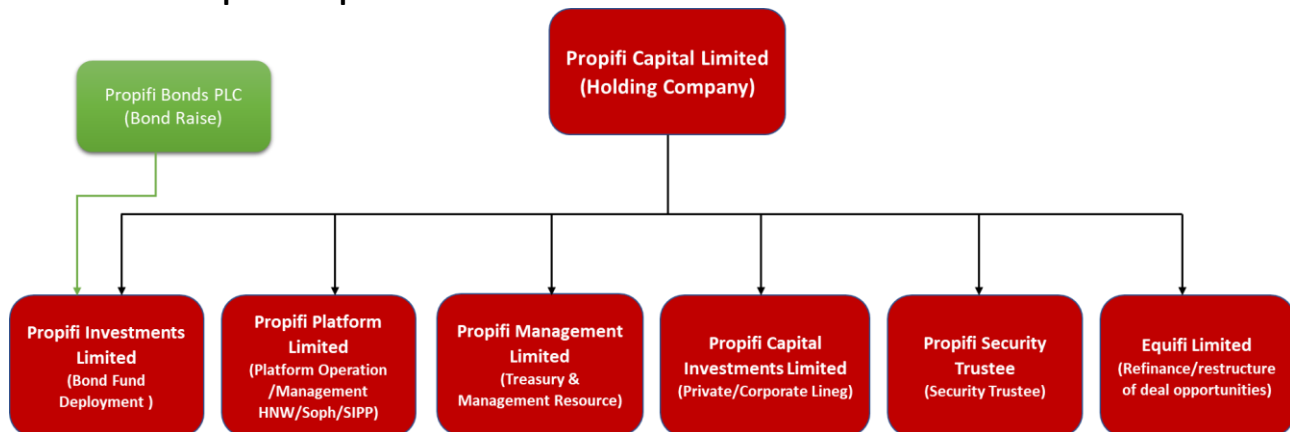 Propifi Capital Limited
(Holding Company)
Propifi Bonds PLC
(Bond Raise)
Propifi Investments
Limited
(Bond Fund
Deployment )
Propifi Platform
Limited
(Platform Operation
/Management
HNW/Soph/SIPP)
Propifi Management
Limited
(Treasury &
Management Resource)
Propifi Capital
Investments Limited
(Private/Corporate Lineg)
Propifi Security
Trustee
(Security Trustee)
Equifi Limited
(Refinance/restructure
of deal opportunities)